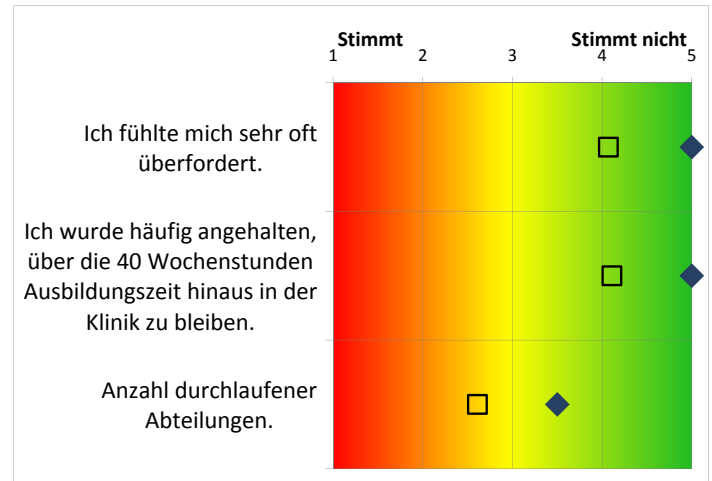 Stimmt Stimmt nicht
1 2 3 4 5
Ich fühlte mich sehr oft
überfordert.
Ich wurde häufig angehalten,
über die 40 Wochenstunden
Ausbildungszeit hinaus in der
Klinik zu bleiben.
Anzahl durchlaufener
Abteilungen.